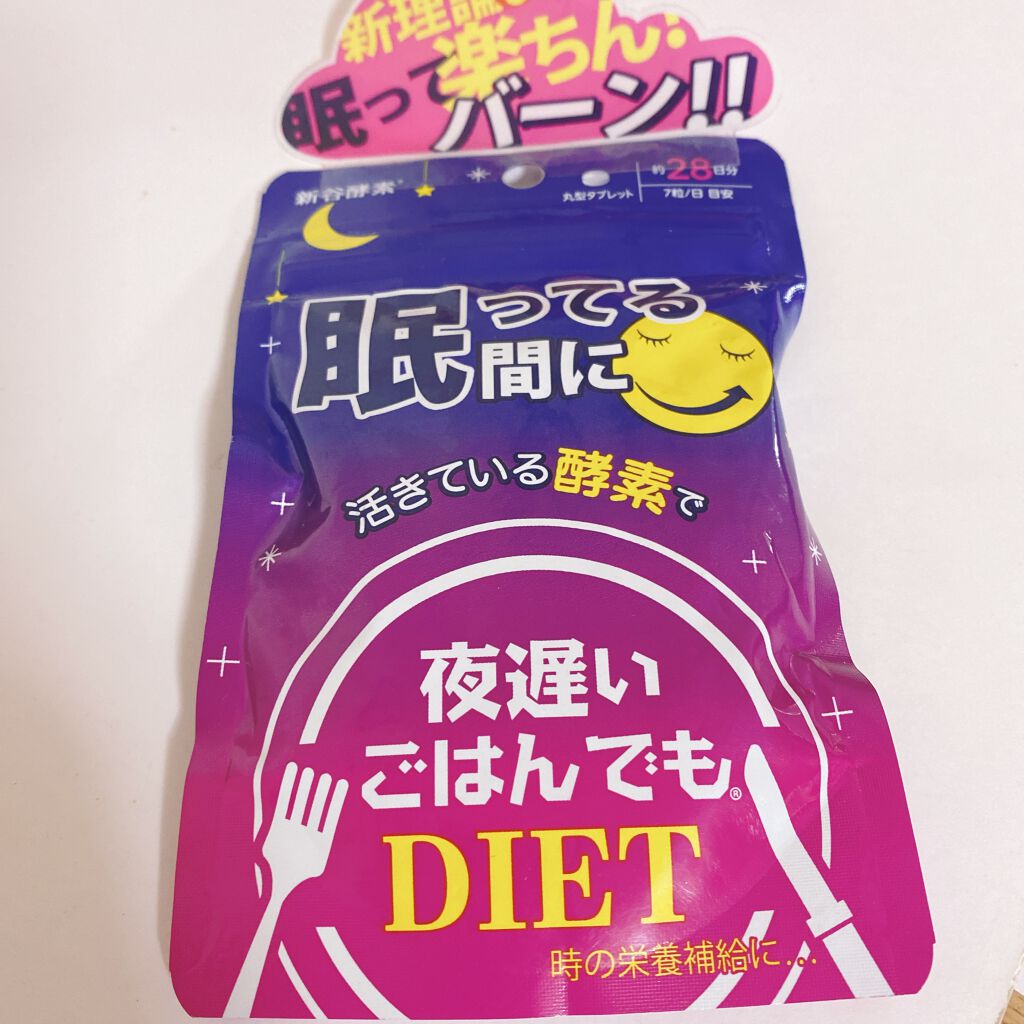 新理論
楽ちん!
眠って
バーン!!
新谷酵素
丸型タブレット
約28日分
7粒/日 目安
眠ってる
間に
活きている酵素で
夜遅い
ごはんでも®
DIET
時の栄養補給に...